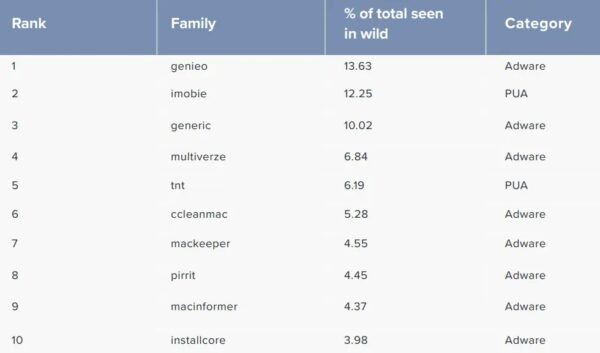 Rank Family % of total seen in wild Category
1 genieo 13.63 Adware
2 imobie 12.25 PUA
3 generic 10.02 Adware
4 multiverze 6.84 Adware
5 tnt 6.19 PUA
6 ccleanmac 5.28 Adware
7 mackeeper 4.55 Adware
8 pirrit 4.45 Adware
9 macinformer 4.37 Adware
10 installcore 3.98 Adware